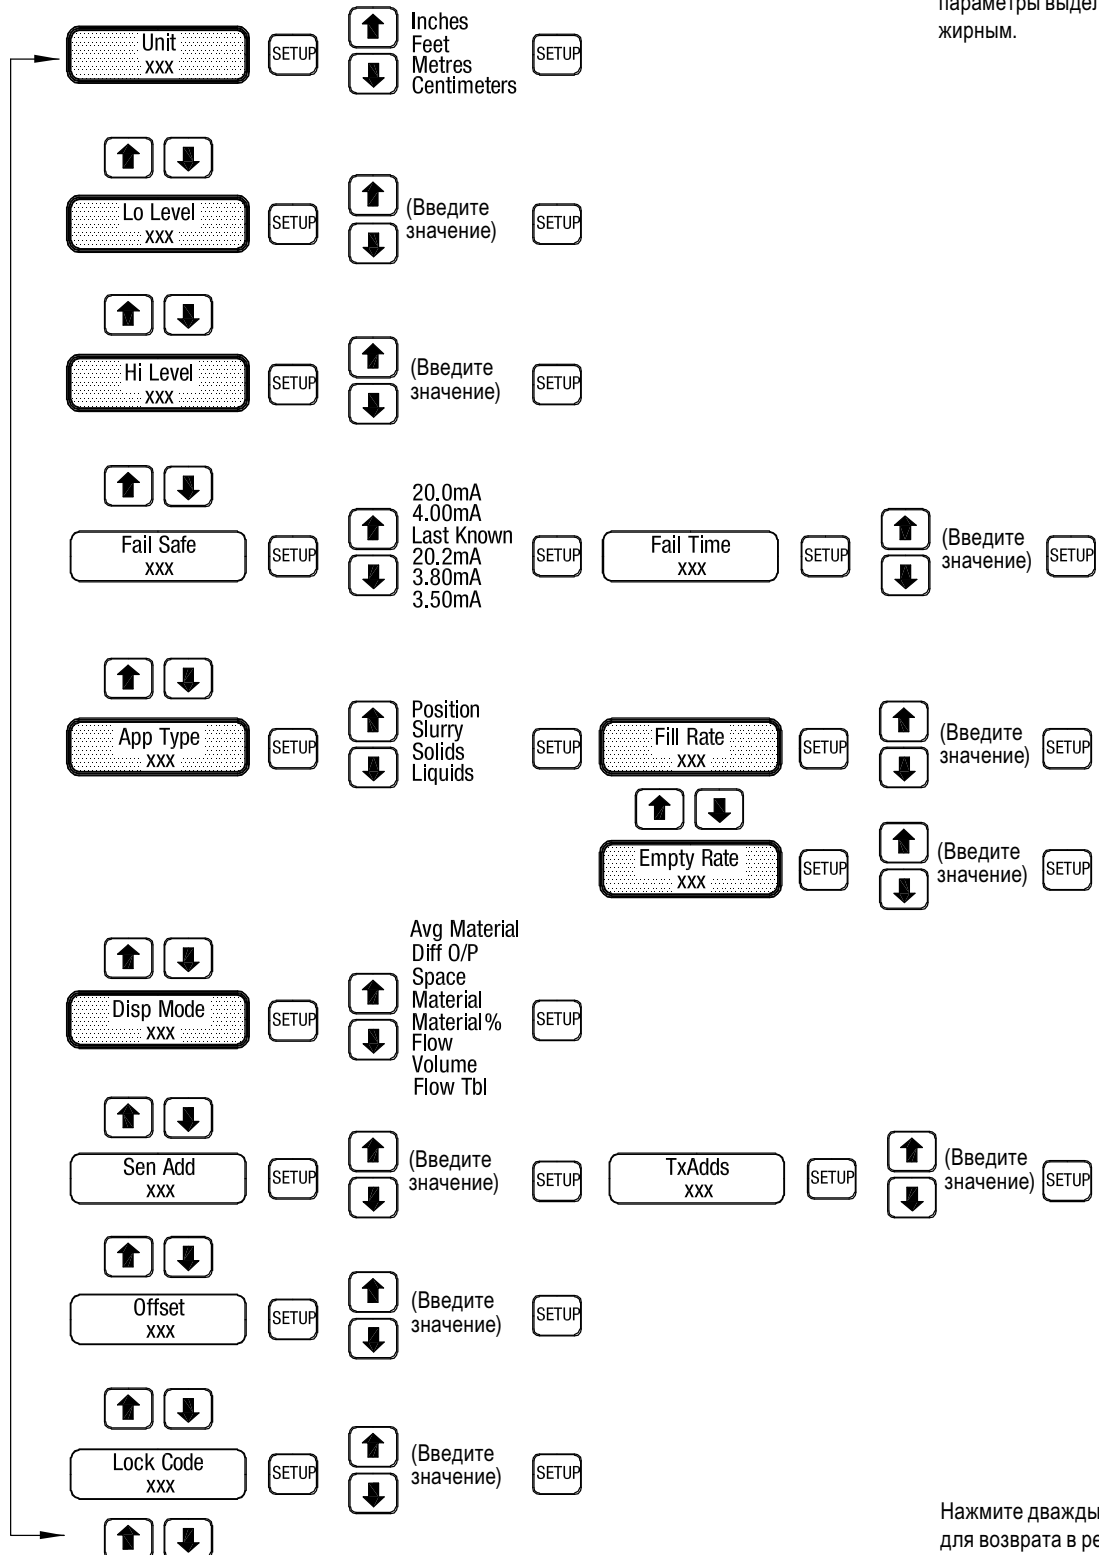 параметры выдел
жирным.
Unit
xxx
SETUP
Inches
Feet
Metres
Centimeters
SETUP
Lo Level
xxx
SETUP
(Введите
значение)
SETUP
Hi Level
xxx
SETUP
(Введите
значение)
SETUP
Fail Safe
xxx
SETUP
20.0mA
4.00mA
Last Known
20.2mA
3.80mA
3.50mA
SETUP
Fail Time
xxx
SETUP
(Введите
значение)
SETUP
App Type
xxx
SETUP
Position
Slurry
Solids
Liquids
SETUP
Fill Rate
xxx
SETUP
(Введите
значение)
SETUP
Empty Rate
xxx
SETUP
(Введите
значение)
SETUP
Disp Mode
xxx
SETUP
Avg Material
Diff O/P
Space
Material
Material%
Flow
Volume
Flow Tbl
SETUP
Sen Add
xxx
SETUP
(Введите
значение)
SETUP
TxAdds
xxx
SETUP
(Введите
значение)
SETUP
Offset
xxx
SETUP
(Введите
значение)
SETUP
Lock Code
xxx
SETUP
(Введите
значение)
SETUP
Нажмите дважды
для возврата в ре